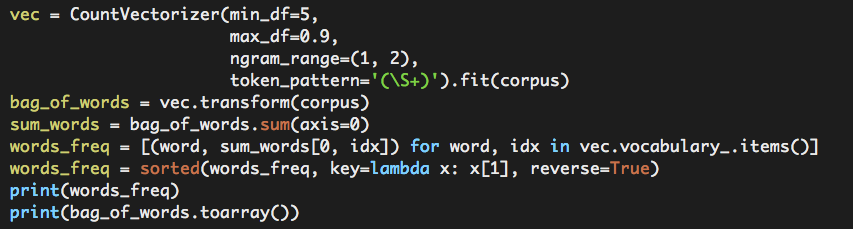 vec = CountVectorizer(min_df=5,
                      max_df=0.9,
                      ngram_range=(1, 2),
                      token_pattern='(\S+)').fit(corpus)
bag_of_words = vec.transform(corpus)
sum_words = bag_of_words.sum(axis=0)
words_freq = [(word, sum_words[0, idx]) for word, idx in vec.vocabulary_.items()]
words_freq = sorted(words_freq, key=lambda x: x[1], reverse=True)
print(words_freq)
print(bag_of_words.toarray())